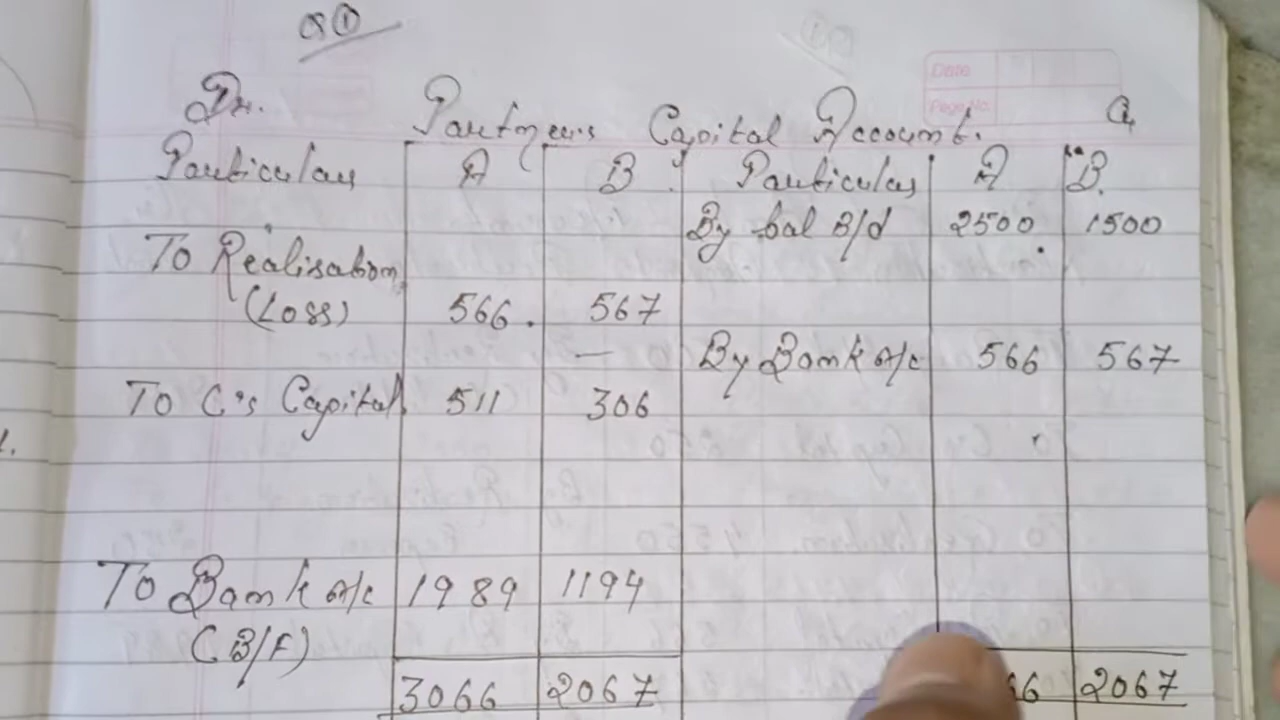 Q①
Date
Page No.
Dr. Partners Capital Account. Cr
Particulars A B Particulars A B.
By bal B/d 2500 1500
To Realisation
(Loss) 566. 567
— By Bank A/c 566 567
To C's Capital 511 306
To Bank A/c 1989 1194
(B/F)
3066 2067 66 2067